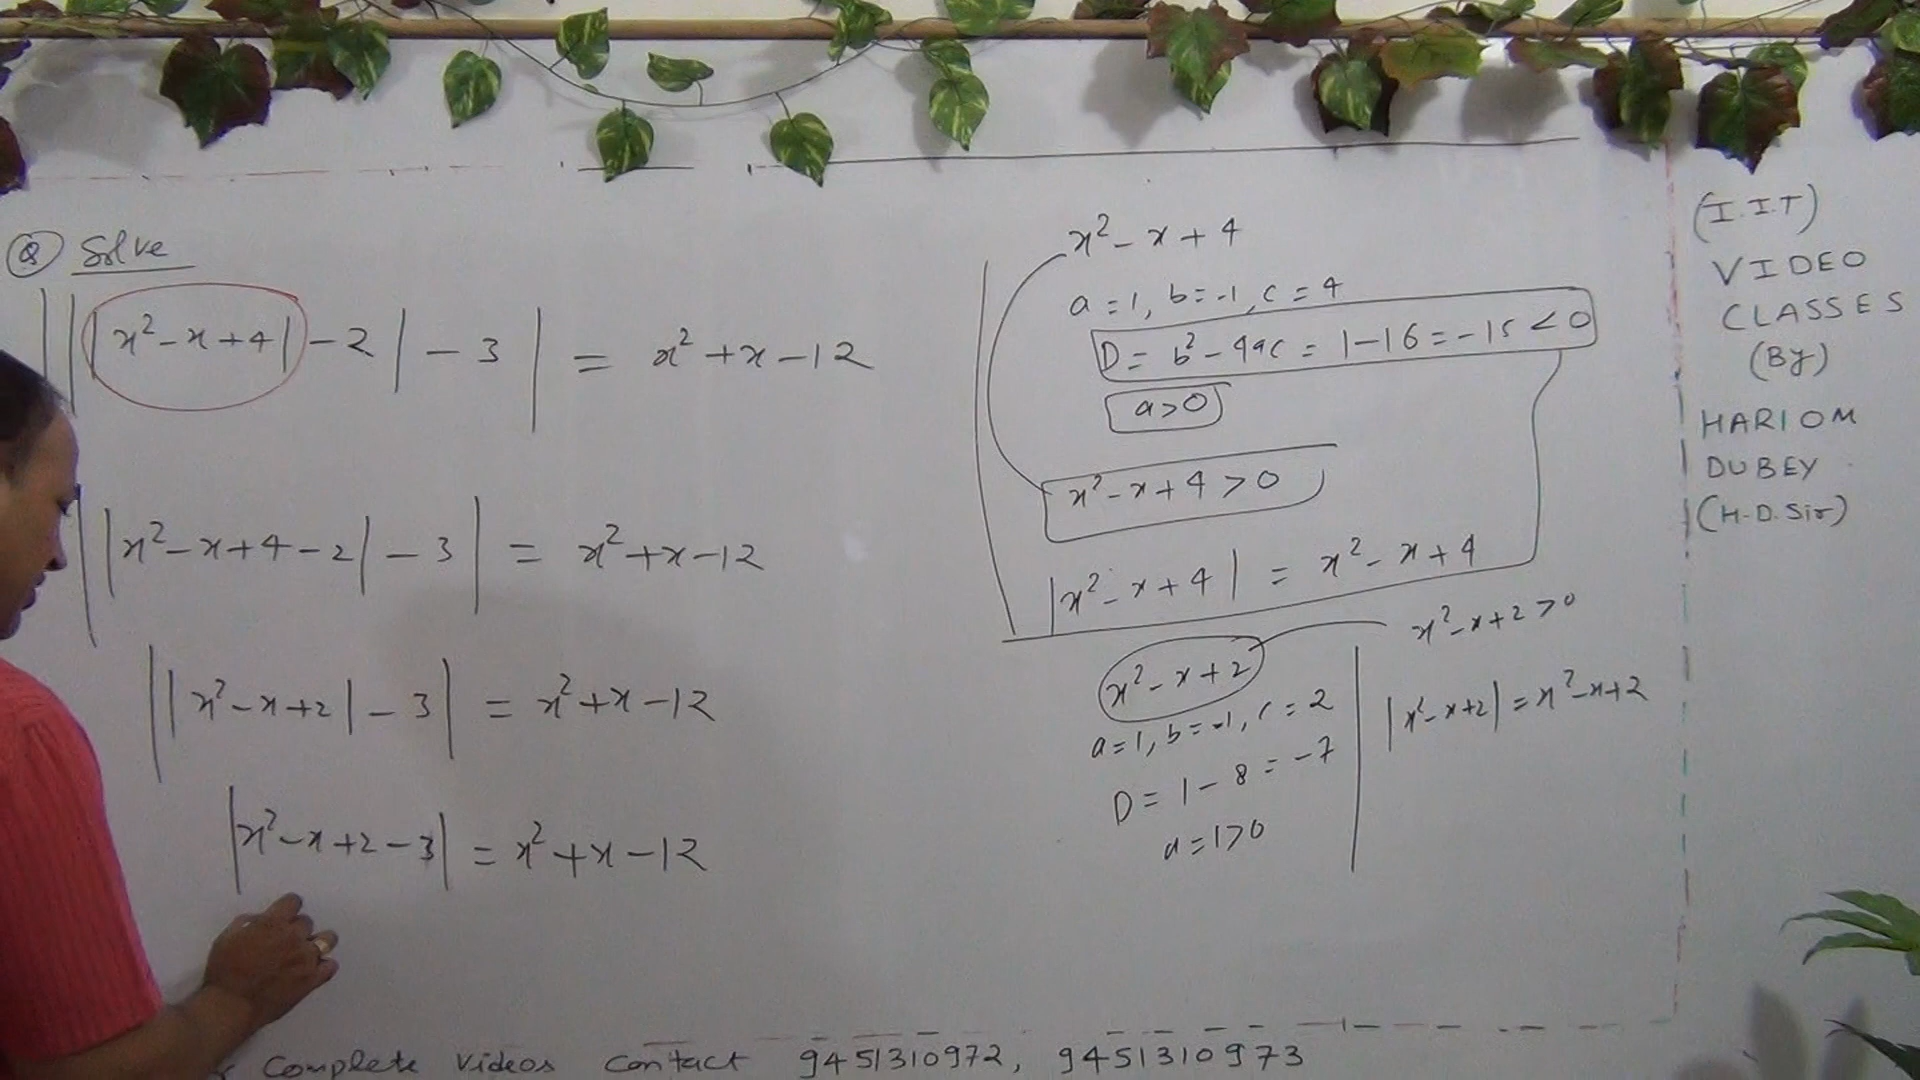 Q Solve
|||x² - x + 4| - 2| - 3| = x² + x - 12
||x² - x + 4 - 2| - 3| = x² + x - 12
||x² - x + 2| - 3| = x² + x - 12
|x² - x + 2 - 3| = x² + x - 12
x² - x + 4
a = 1, b = -1, c = 4
D = b² - 4ac = 1 - 16 = -15 < 0
a > 0
x² - x + 4 > 0
|x² - x + 4| = x² - x + 4
x² - x + 2
a = 1, b = -1, c = 2
D = 1 - 8 = -7
a = 1 > 0
x² - x + 2 > 0
|x² - x + 2| = x² - x + 2
(I.I.T)
VIDEO
CLASSES
(By)
HARIOM
DUBEY
(H.D. Sir)
Complete Videos Contact 9451310972, 9451310973